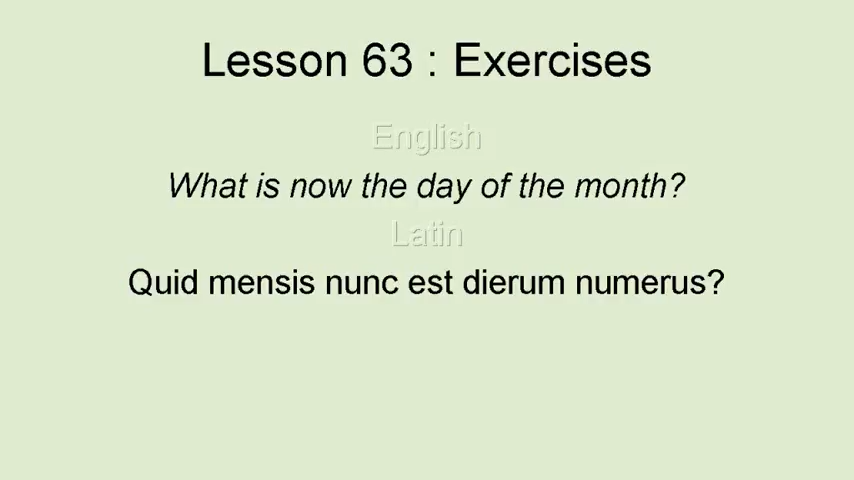 Lesson 63 : Exercises
English
What is now the day of the month?
Latin
Quid mensis nunc est dierum numerus?